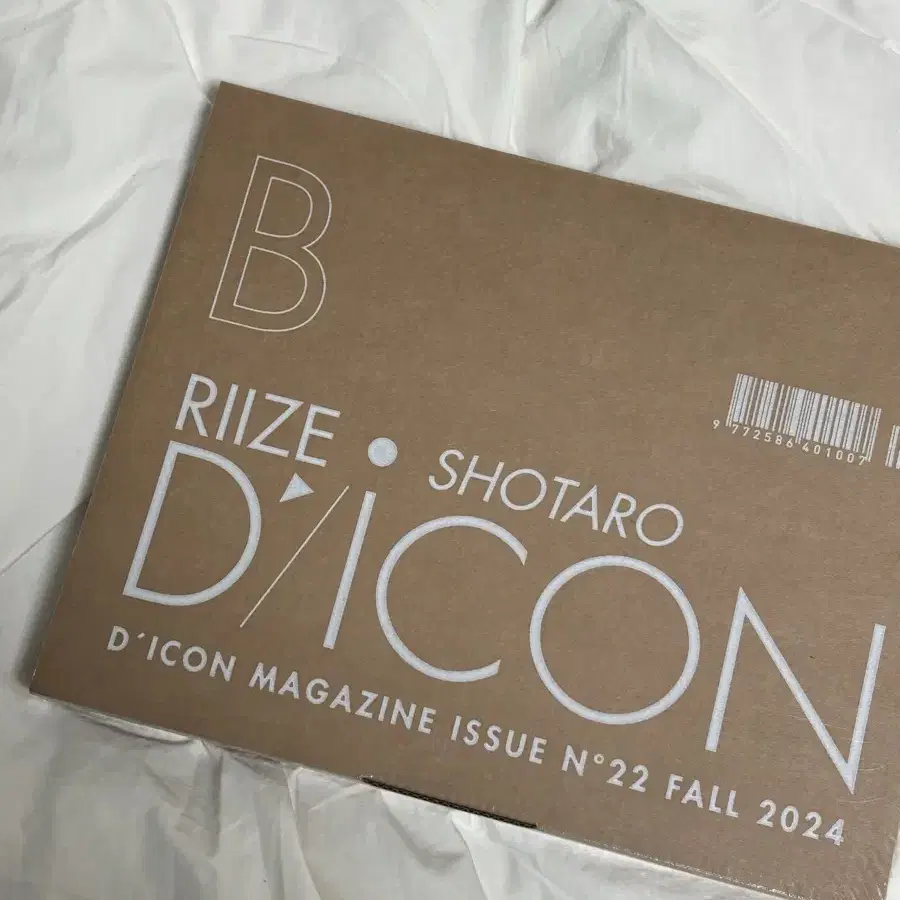 B
9 772586 401007
RIIZE
SHOTARO
D'/iCON
D´ICON MAGAZINE ISSUE N°22 FALL 2024